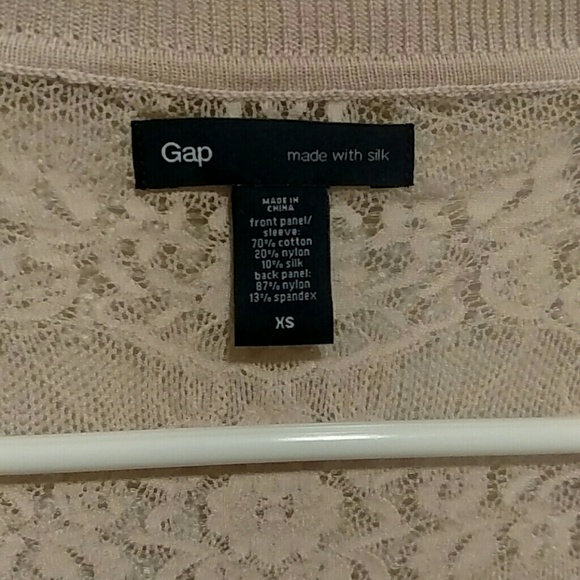 Gap made with silk
MADE IN
CHINA
front panel/
sleeve:
70% cotton
20% nylon
10% silk
back panel:
87% nylon
13% spandex
XS